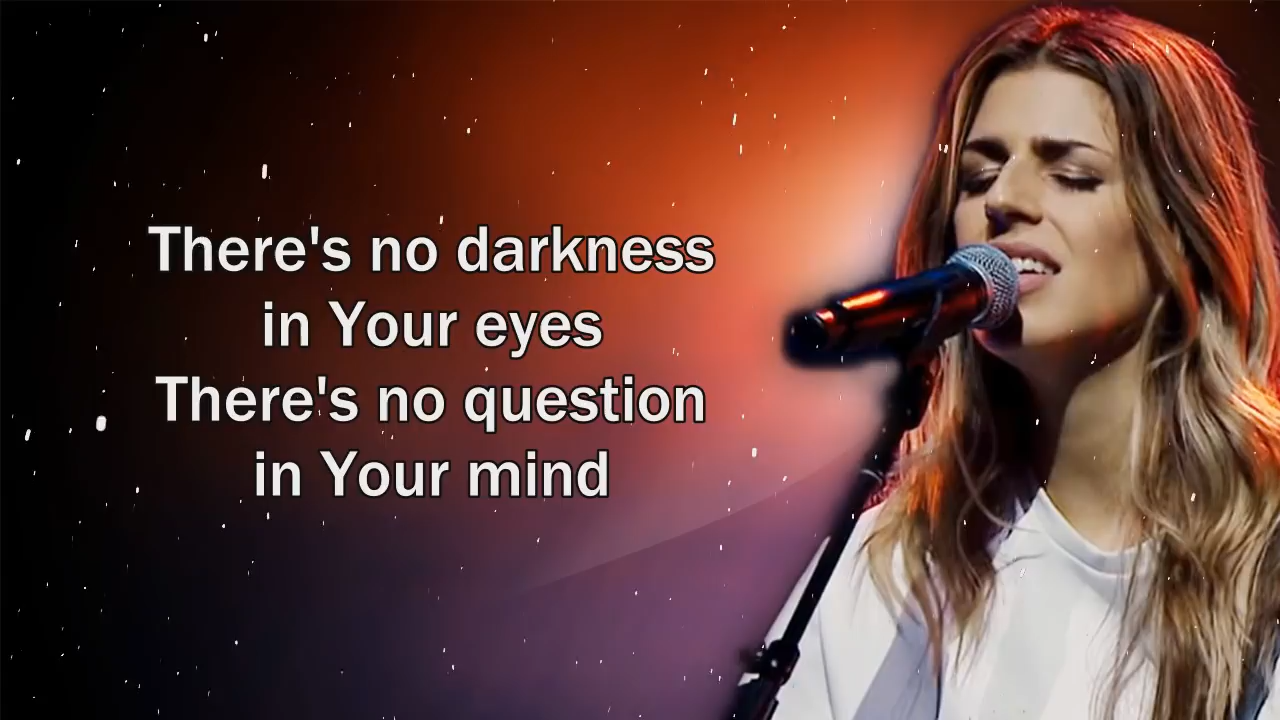 There's no darkness
in Your eyes
There's no question
in Your mind